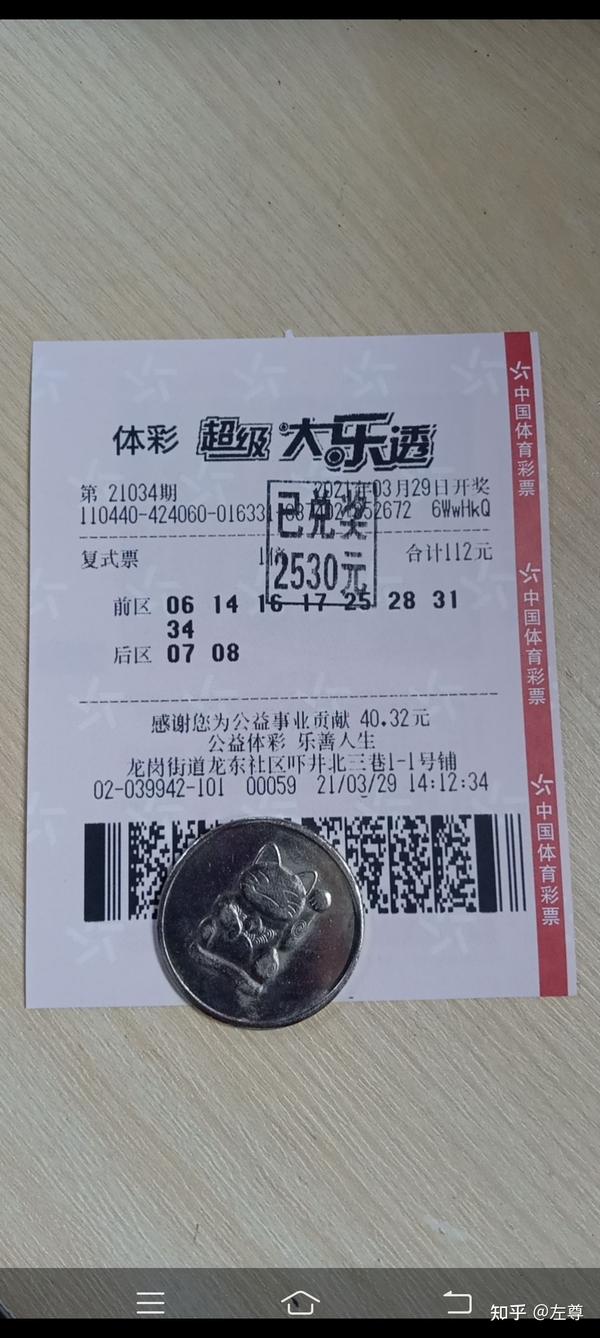 体彩 超级大乐透
第 21034期 2021年03月29日开奖
110440-424060-016331- 52672 6WwHkQ
已兑奖
2530元
复式票 合计112元
前区 06 14 16 17 25 28 31
34
后区 07 08
感谢您为公益事业贡献 40.32元
公益体彩 乐善人生
龙岗街道龙东社区吓井北三巷1-1号铺
02-039942-101 00059 21/03/29 14:12:34
中国体育彩票
中国体育彩票
中国体育彩票
知乎 @左尊